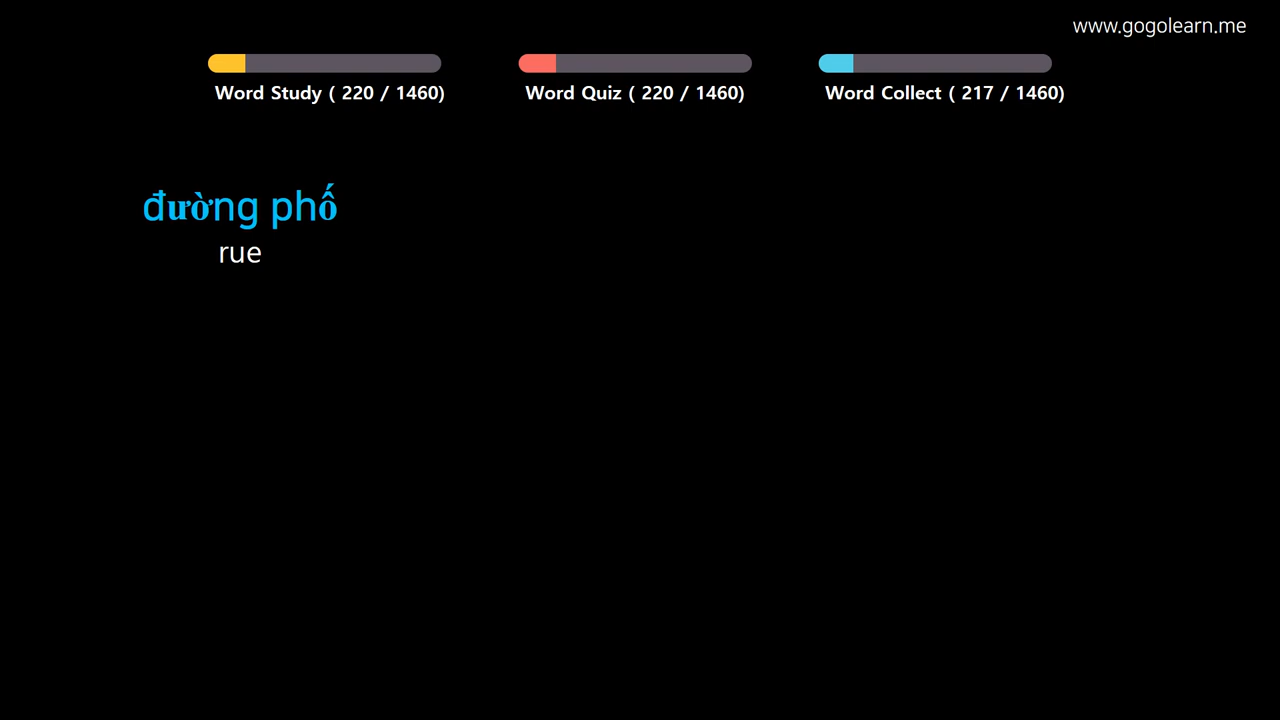 www.gogolearn.me
Word Study ( 220 / 1460)
Word Quiz ( 220 / 1460)
Word Collect ( 217 / 1460)
đường phố
rue